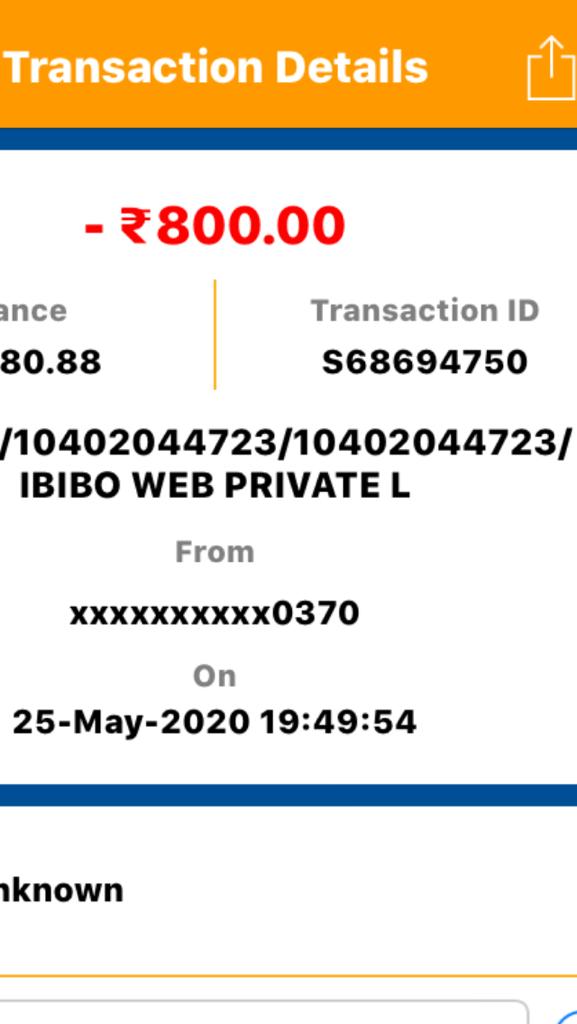 Transaction Details
- ₹800.00
ance
Transaction ID
80.88
S68694750
/10402044723/10402044723/
IBIBO WEB PRIVATE L
From
xxxxxxxxxx0370
On
25-May-2020 19:49:54
nknown